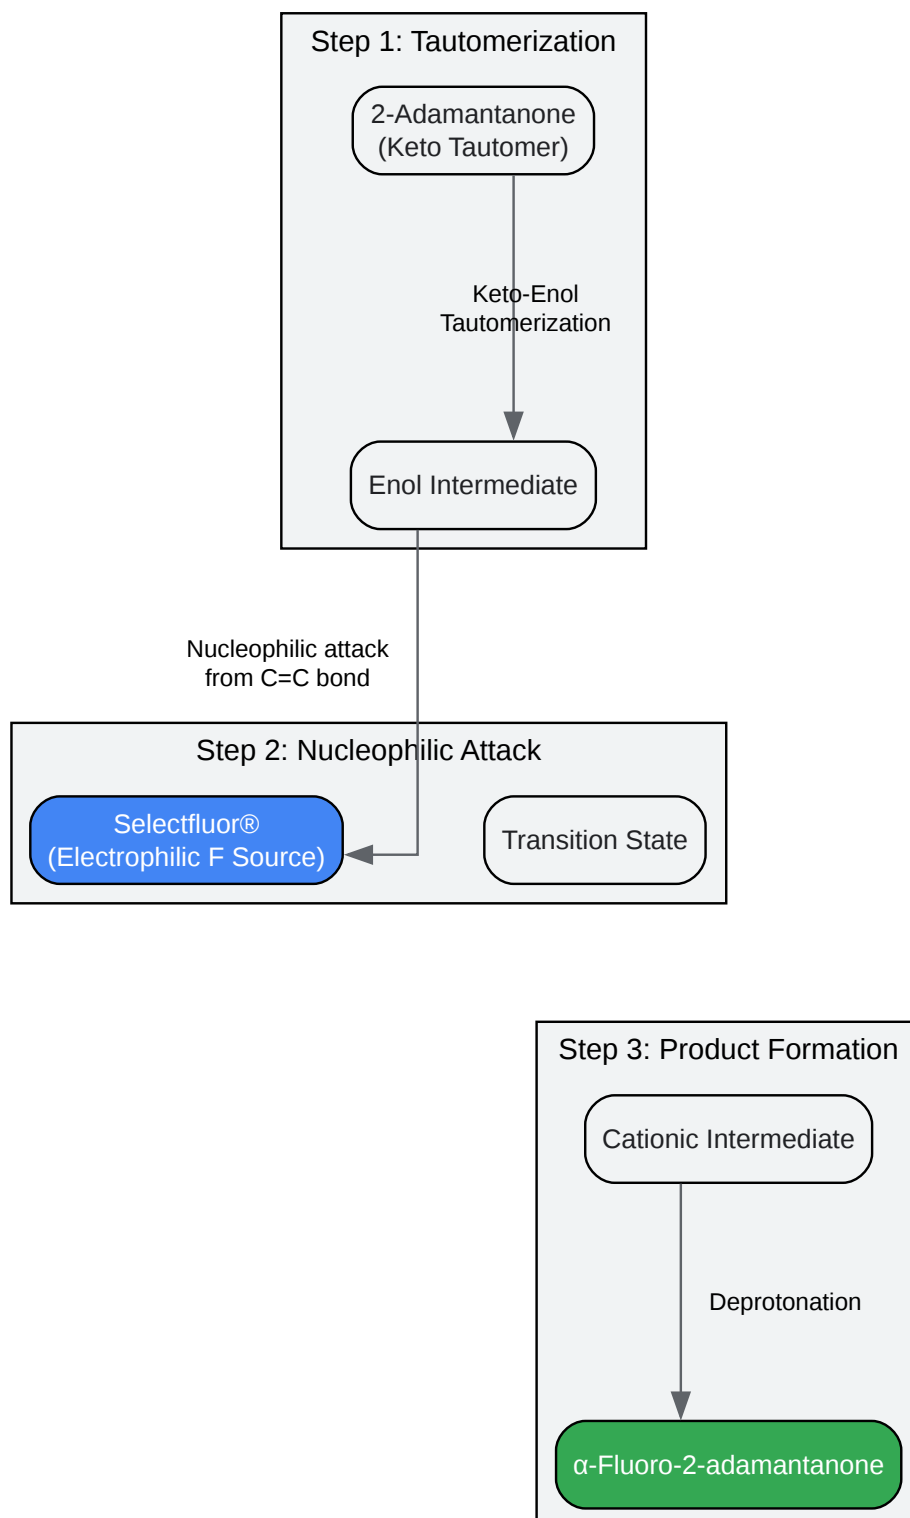 Step 1: Tautomerization
2-Adamantanone
(Keto Tautomer)
Keto-Enol
Tautomerization
Enol Intermediate
Nucleophilic attack
from C=C bond
Step 2: Nucleophilic Attack
Selectfluor®
(Electrophilic F Source)
Transition State
Step 3: Product Formation
Cationic Intermediate
Deprotonation
α-Fluoro-2-adamantanone